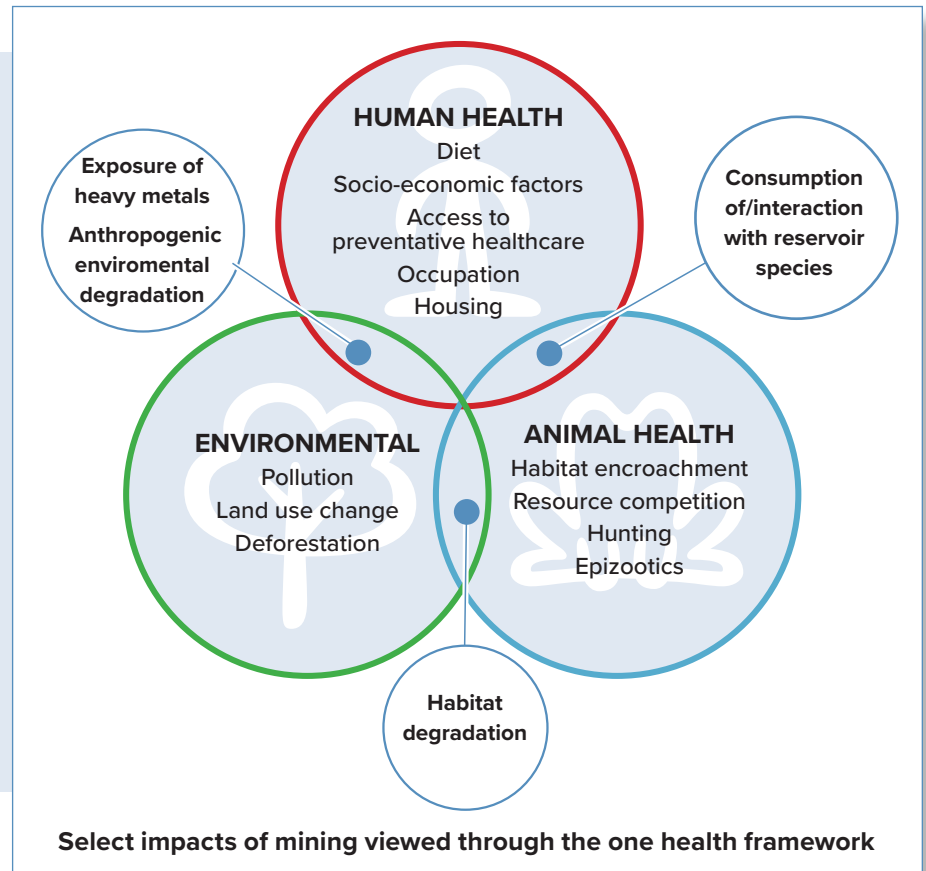 HUMAN HEALTH
Diet
Socio-economic factors
Access to
preventative healthcare
Occupation
Housing
Exposure of
heavy metals
Anthropogenic
enviromental
degradation
Consumption
of/interaction
with reservoir
species
ENVIRONMENTAL
Pollution
Land use change
Deforestation
ANIMAL HEALTH
Habitat encroachment
Resource competition
Hunting
Epizootics
Habitat
degradation
Select impacts of mining viewed through the one health framework